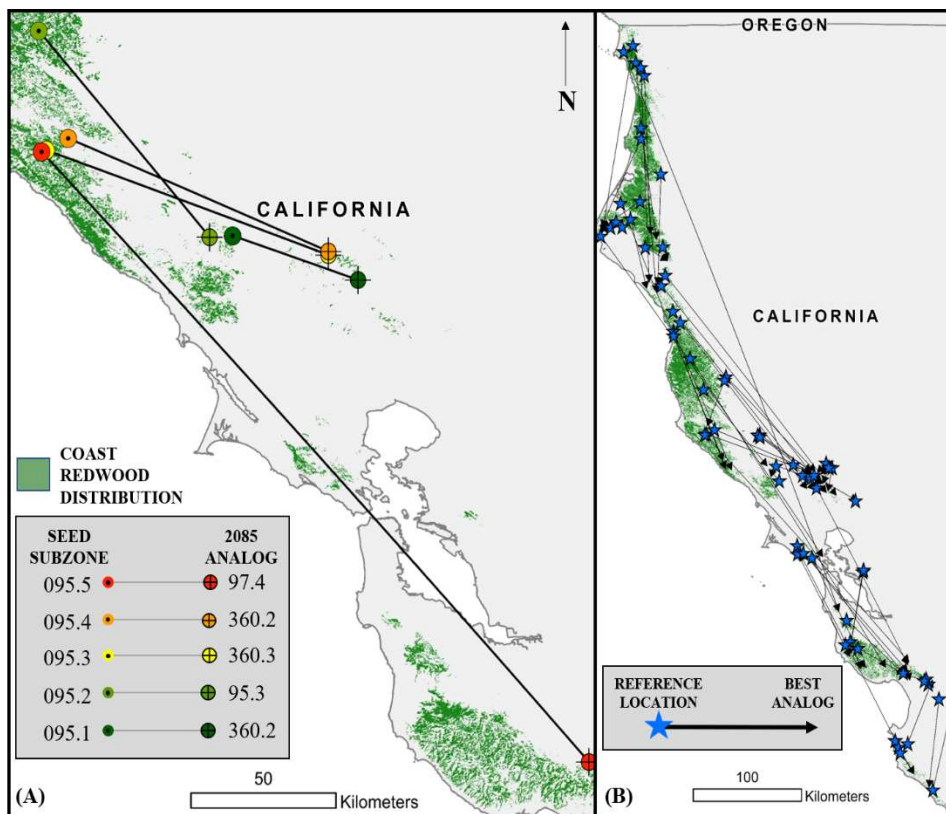 N
CALIFORNIA
COAST
REDWOOD
DISTRIBUTION
SEED
SUBZONE
2085
ANALOG
095.5
97.4
095.4
360.2
095.3
360.3
095.2
95.3
095.1
360.2
50
Kilometers
(A)
OREGON
CALIFORNIA
REFERENCE
LOCATION
BEST
ANALOG
100
Kilometers
(B)